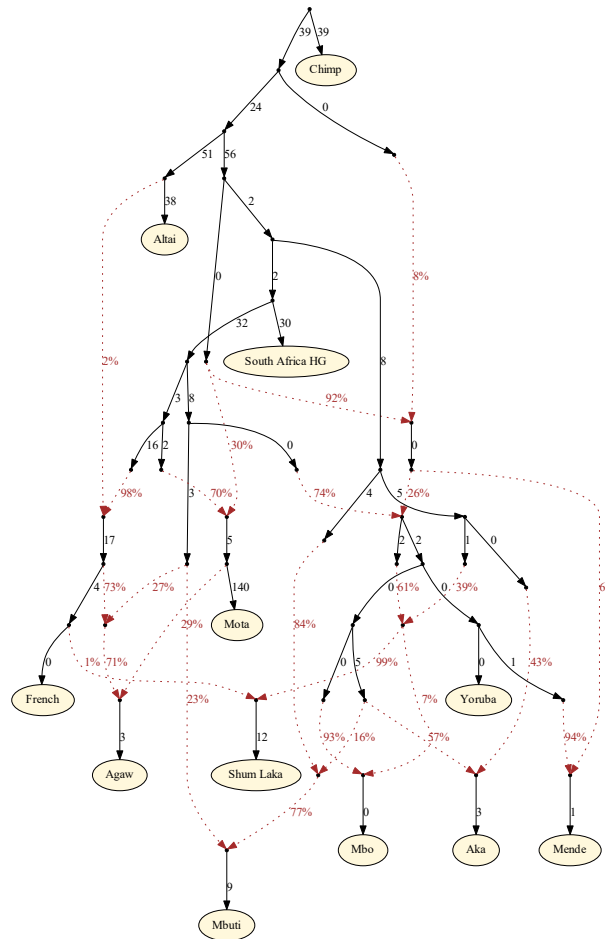 39 39
Chimp
24 0
51 56
38 2
Altai
0 2 8%
32 30
South Africa HG
2% 8
3 8 92%
16 2 30% 0 0
98% 70% 74% 4 5 26%
3
17 5 2 2 1 0
4 73% 27% 140 61% 0 39% 6
29% Mota 0
0 1% 71% 84% 99% 0 1 43%
French 23% 0 5 7% Yoruba
3 12 93% 16% 57% 94%
Agaw Shum Laka
77% 0 3 1
Mbo Aka Mende
9
Mbuti